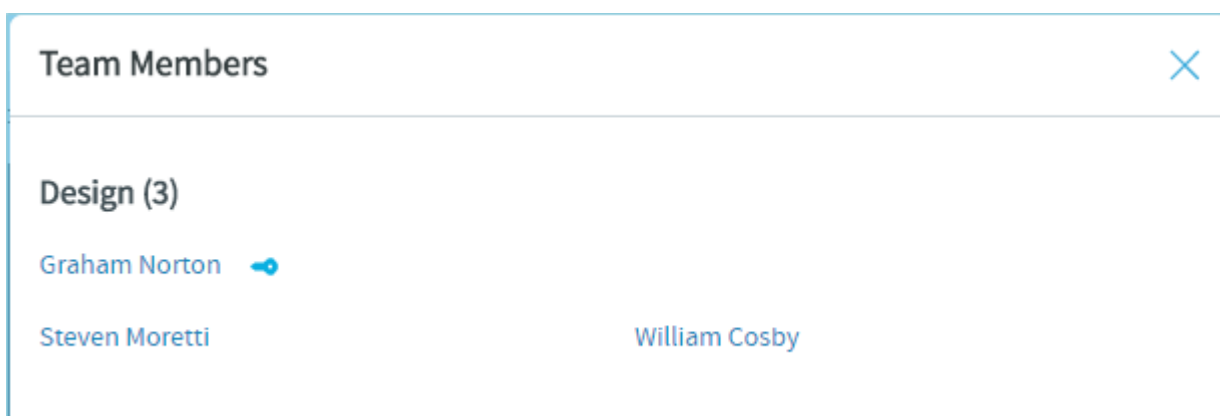 Team Members
Design (3)
Graham Norton
Steven Moretti William Cosby